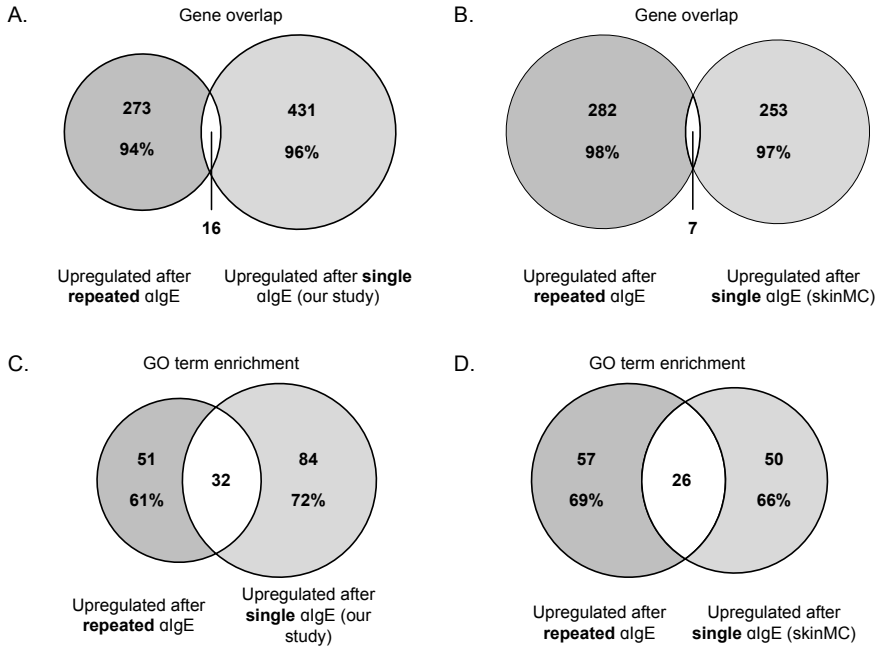 A.
Gene overlap
273
94%
431
96%
16
Upregulated after
repeated αIgE
Upregulated after single
αIgE (our study)
B.
Gene overlap
282
98%
253
97%
7
Upregulated after
repeated αIgE
Upregulated after
single αIgE (skinMC)
C.
GO term enrichment
51
61%
32
84
72%
Upregulated after
repeated αIgE
Upregulated after
single αIgE (our
study)
D.
GO term enrichment
57
69%
26
50
66%
Upregulated after
repeated αIgE
Upregulated after
single αIgE (skinMC)